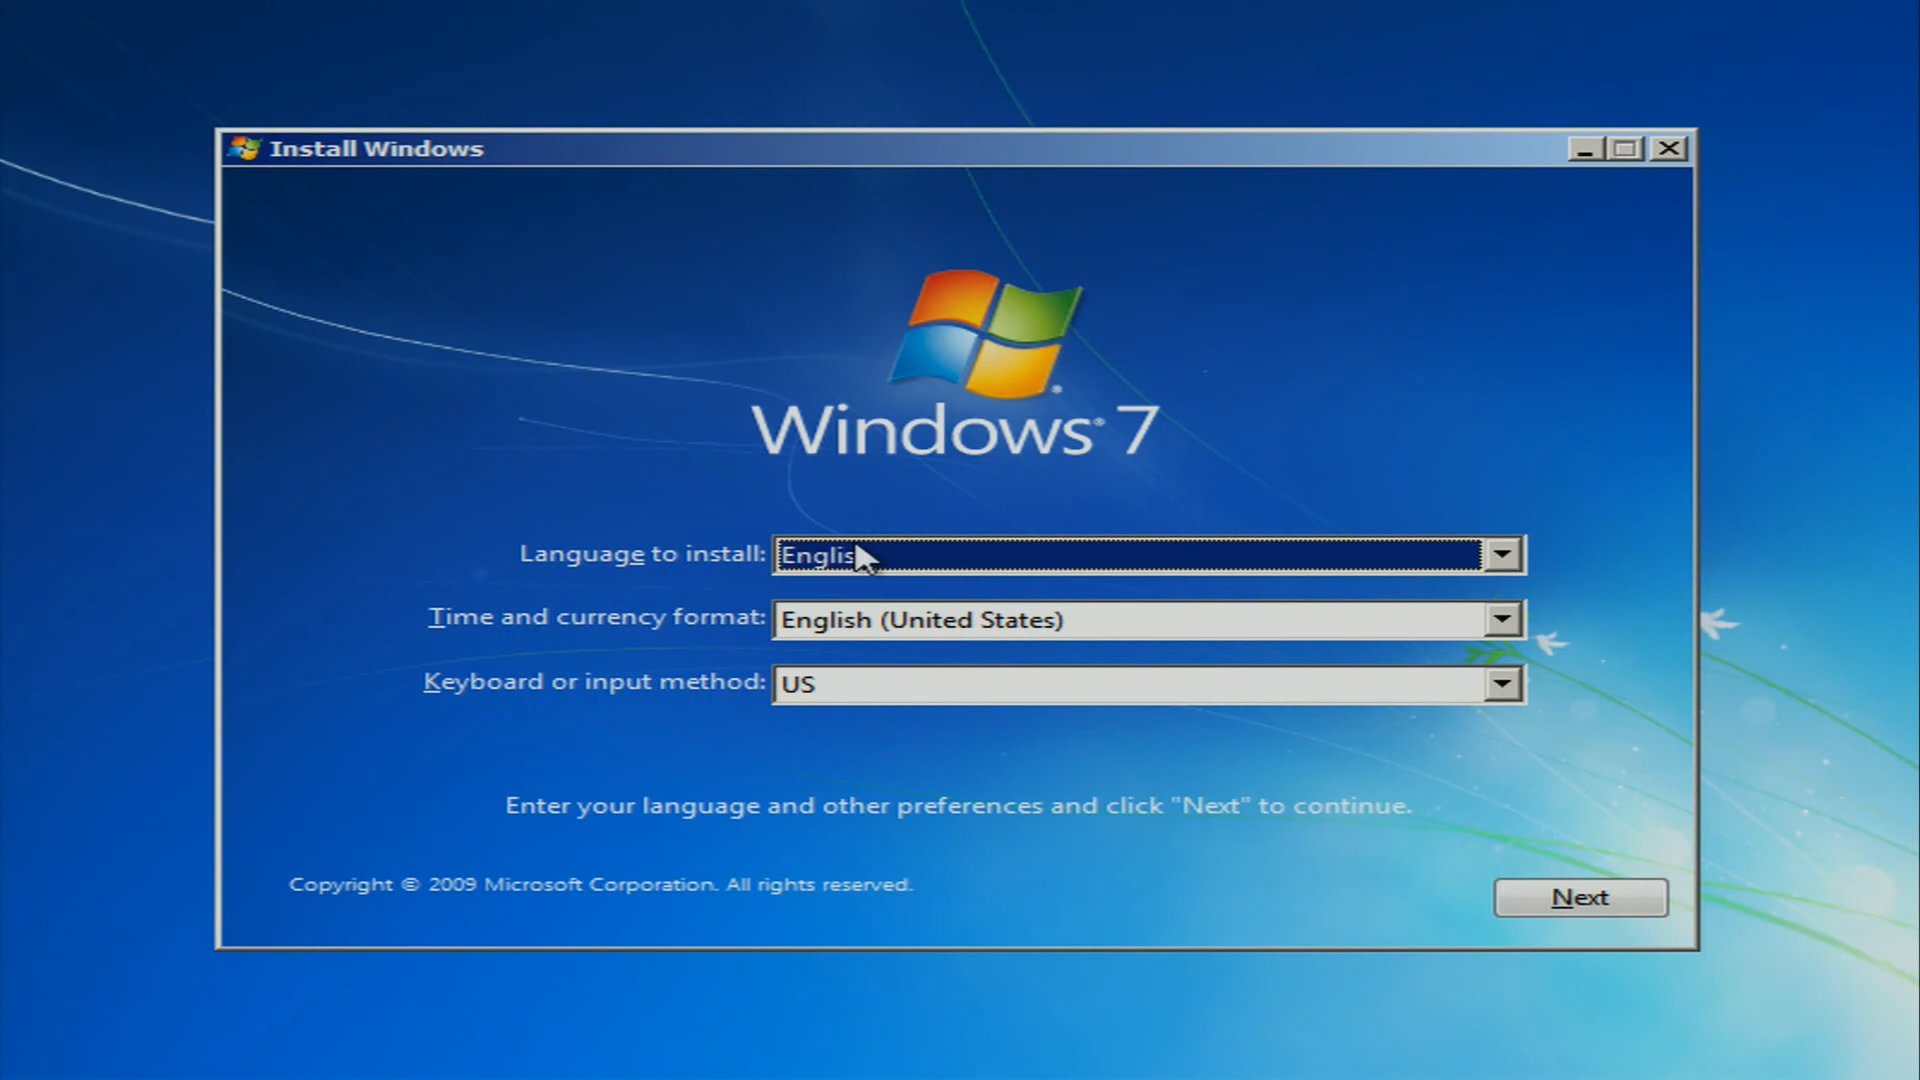 Install Windows
Windows® 7
Language to install: Englis
Time and currency format: English (United States)
Keyboard or input method: US
Enter your language and other preferences and click "Next" to continue.
Copyright © 2009 Microsoft Corporation. All rights reserved.
Next